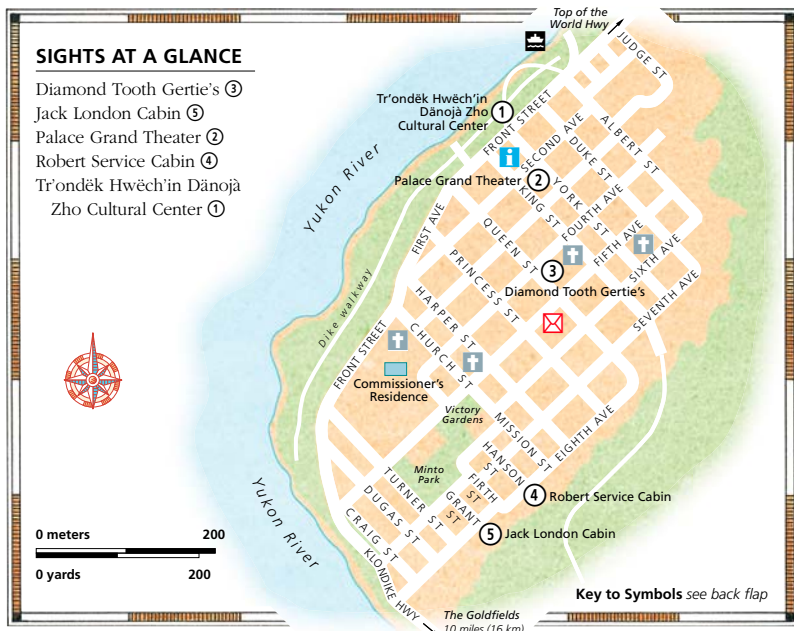 SIGHTS AT A GLANCE
Diamond Tooth Gertie's ③
Jack London Cabin ⑤
Palace Grand Theater ②
Robert Service Cabin ④
Tr'ondëk Hwëch'in Dänojà
Zho Cultural Center ①
Top of the
World Hwy
JUDGE ST
Tr'ondëk Hwëch'in
Dänojà Zho
Cultural Center
1
FRONT STREET
SECOND AVE
ALBERT ST
DUKE ST
i
Yukon River
Palace Grand Theater
2
YORK ST
KING ST
FOURTH AVE
FIRST AVE
QUEEN ST
FIFTH AVE
SIXTH AVE
3
Diamond Tooth Gertie's
PRINCESS ST
SEVENTH AVE
Dike walkway
HARPER ST
CHURCH ST
FRONT STREET
Commissioner's
Residence
Victory
Gardens
MISSION ST
EIGHTH AVE
Minto
Park
HANSON ST
4
Robert Service Cabin
FIRTH ST
GRANT ST
5
Jack London Cabin
TURNER ST
DUGAS ST
CRAIG ST
Yukon River
KLONDIKE HWY
0 meters 200
0 yards 200
Key to Symbols see back flap
The Goldfields
10 miles (16 km)